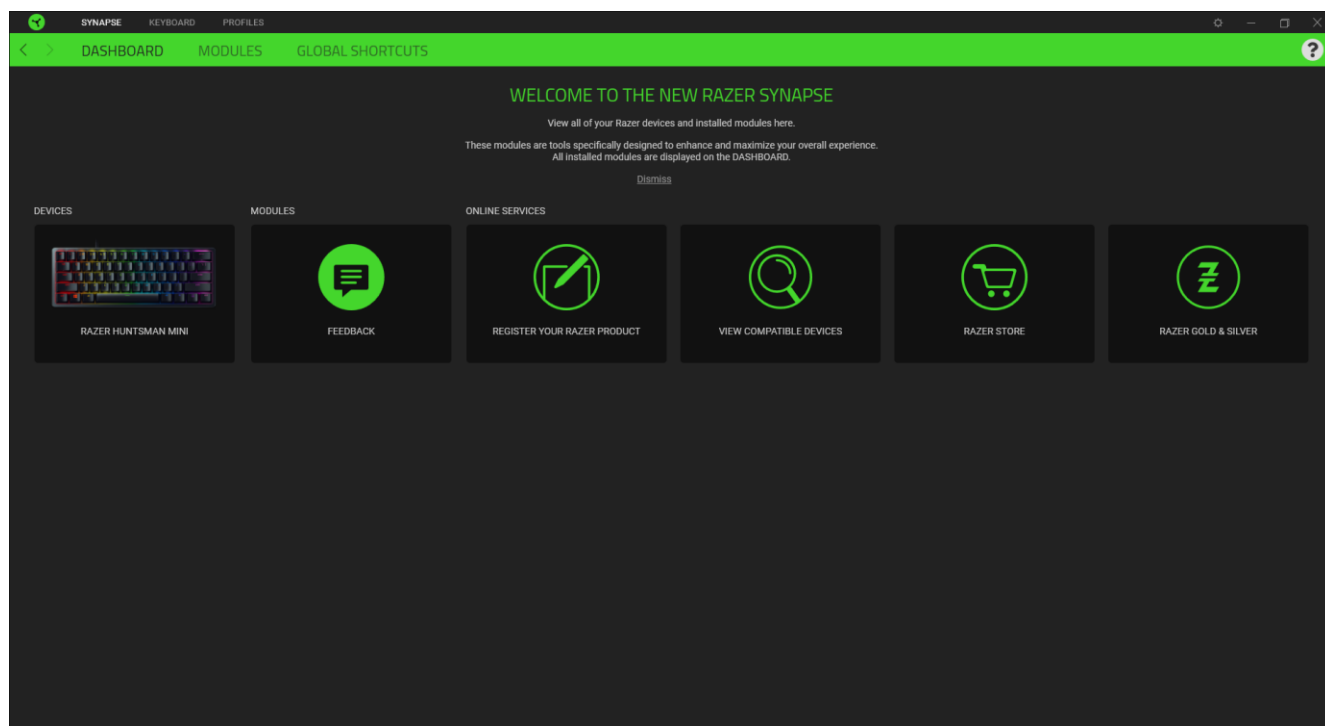 SYNAPSE KEYBOARD PROFILES
DASHBOARD MODULES GLOBAL SHORTCUTS ?
WELCOME TO THE NEW RAZER SYNAPSE
View all of your Razer devices and installed modules here.
These modules are tools specifically designed to enhance and maximize your overall experience.
All installed modules are displayed on the DASHBOARD.
Dismiss
DEVICES MODULES ONLINE SERVICES
RAZER HUNTSMAN MINI FEEDBACK REGISTER YOUR RAZER PRODUCT VIEW COMPATIBLE DEVICES RAZER STORE RAZER GOLD & SILVER